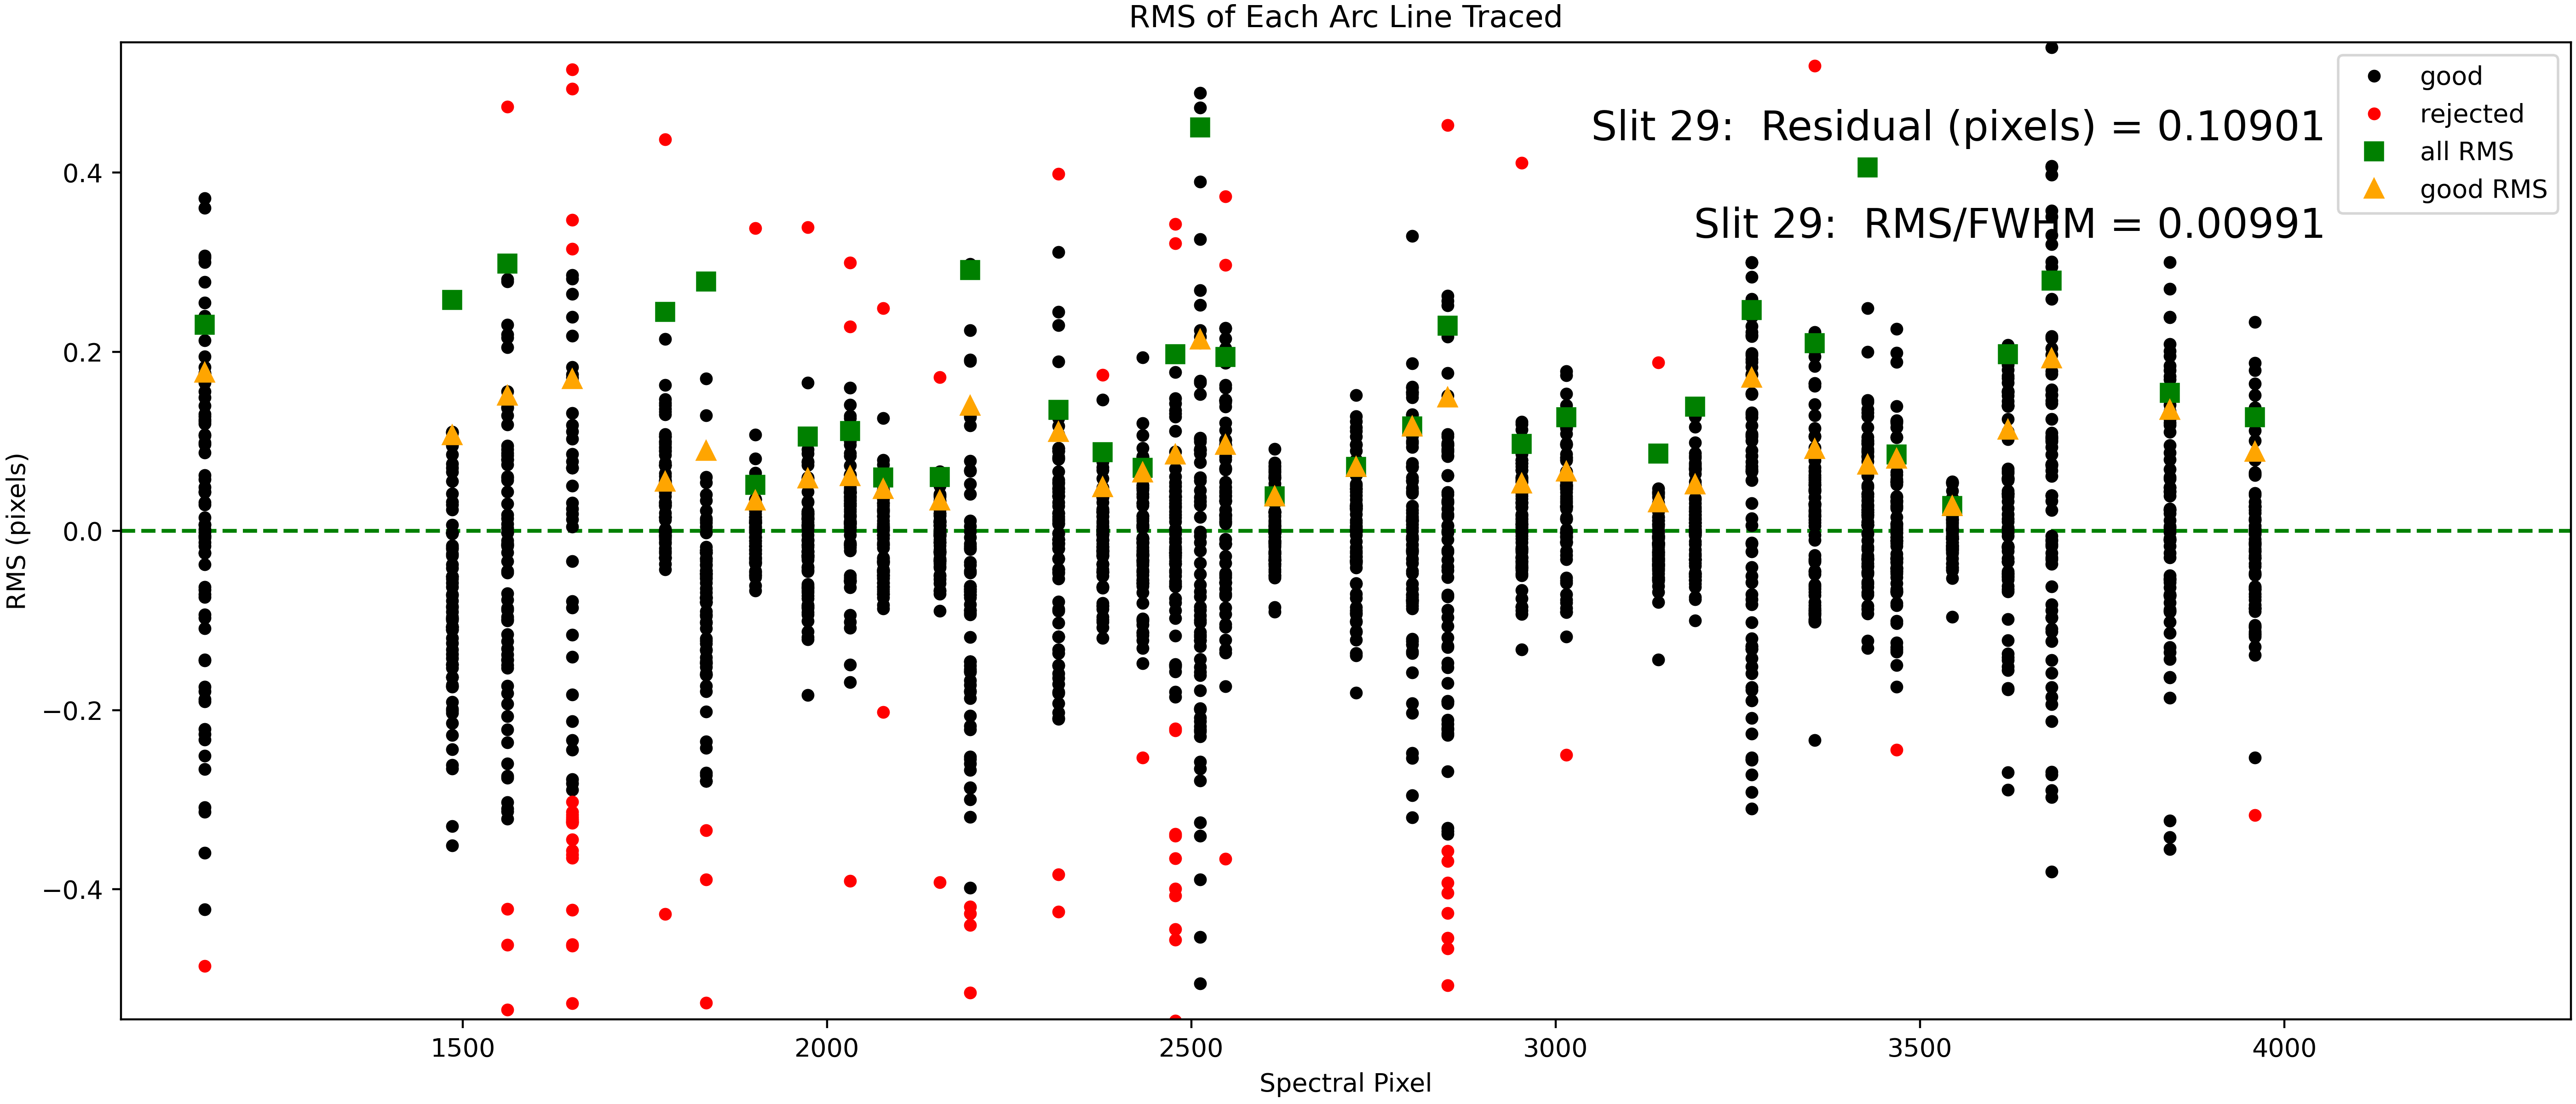 RMS of Each Arc Line Traced
good
rejected
all RMS
good RMS
Slit 29:  Residual (pixels) = 0.10901
Slit 29:  RMS/FWHM = 0.00991
RMS (pixels)
0.4
0.2
0.0
−0.2
−0.4
1500
2000
2500
3000
3500
4000
Spectral Pixel